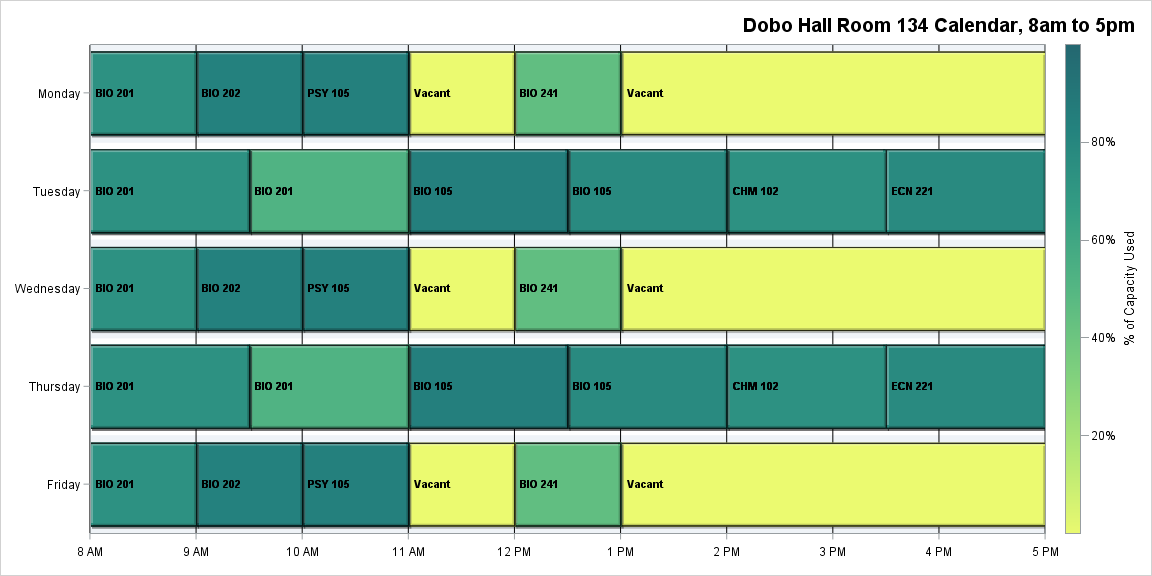 Dobo Hall Room 134 Calendar, 8am to 5pm
Monday
BIO 201
BIO 202
PSY 105
Vacant
BIO 241
Vacant
Tuesday
BIO 201
BIO 201
BIO 105
BIO 105
CHM 102
ECN 221
Wednesday
BIO 201
BIO 202
PSY 105
Vacant
BIO 241
Vacant
Thursday
BIO 201
BIO 201
BIO 105
BIO 105
CHM 102
ECN 221
Friday
BIO 201
BIO 202
PSY 105
Vacant
BIO 241
Vacant
8 AM
9 AM
10 AM
11 AM
12 PM
1 PM
2 PM
3 PM
4 PM
5 PM
80%
60%
40%
20%
% of Capacity Used